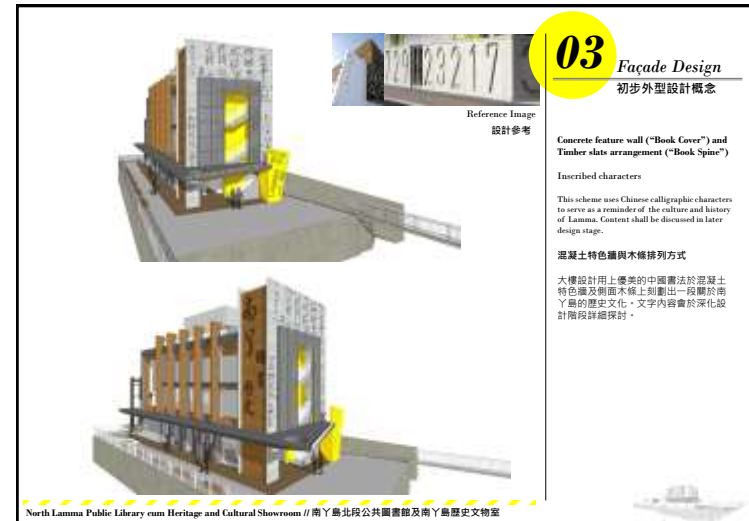 03
Façade Design
初步外型設計概念
729 23217
Reference Image
設計參考
Concrete feature wall (“Book Cover”) and
Timber slats arrangement (“Book Spine”)
Inscribed characters
This scheme uses Chinese calligraphic characters
to serve as a reminder of the culture and history
of Lamma. Content shall be discussed in later
design stage.
混凝土特色牆與木條排列方式
大樓設計用上優美的中國書法於混凝土
特色牆及側面木條上刻劃出一段關於南
丫島的歷史文化。文字內容會於深化設
計階段詳細探討。
North Lamma Public Library cum Heritage and Cultural Showroom // 南丫島北段公共圖書館及南丫島歷史文物室